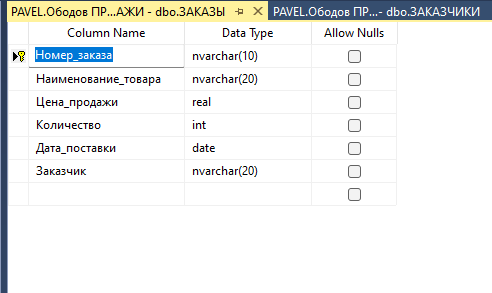 PAVEL.Ободов ПР...АЖИ - dbo.ЗАКАЗЫ PAVEL.Ободов ПР...- dbo.ЗАКАЗЧИКИ
Column Name Data Type Allow Nulls
Номер_заказа nvarchar(10)
Наименование_товара nvarchar(20)
Цена_продажи real
Количество int
Дата_поставки date
Заказчик nvarchar(20)